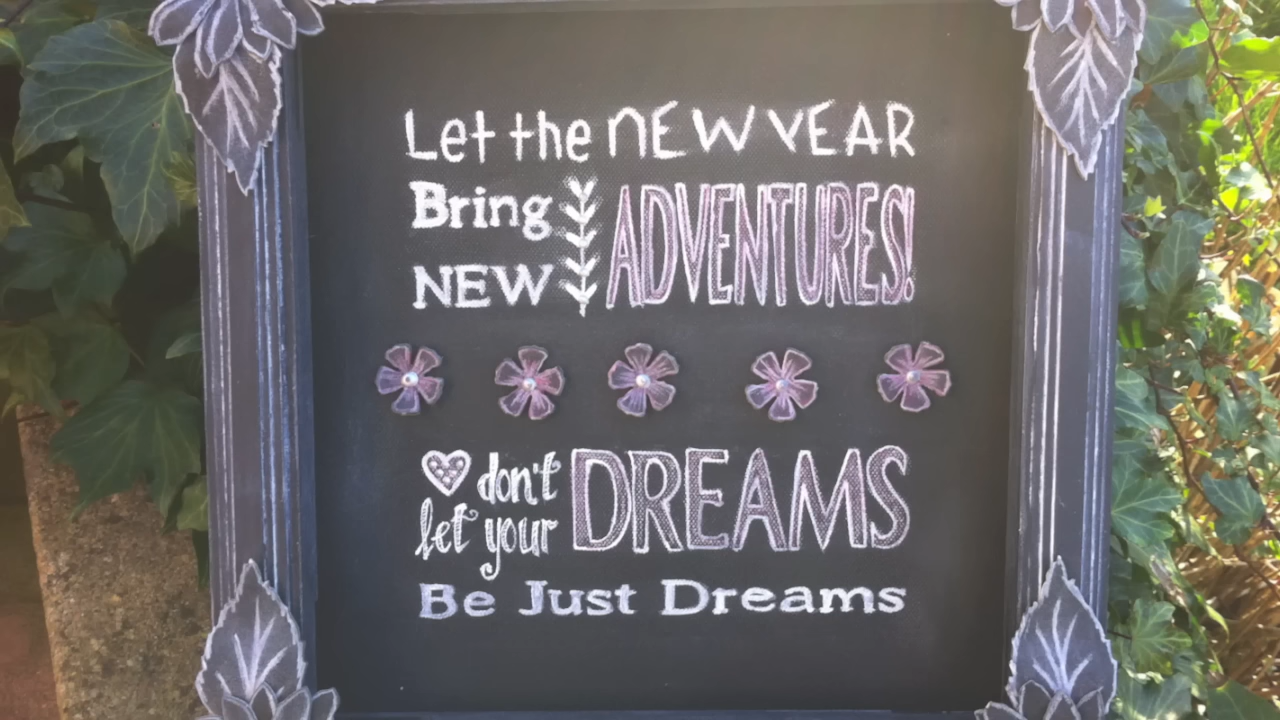 Let the NEW YEAR
Bring
NEW
ADVENTURES!
don't
let your
DREAMS
Be Just Dreams